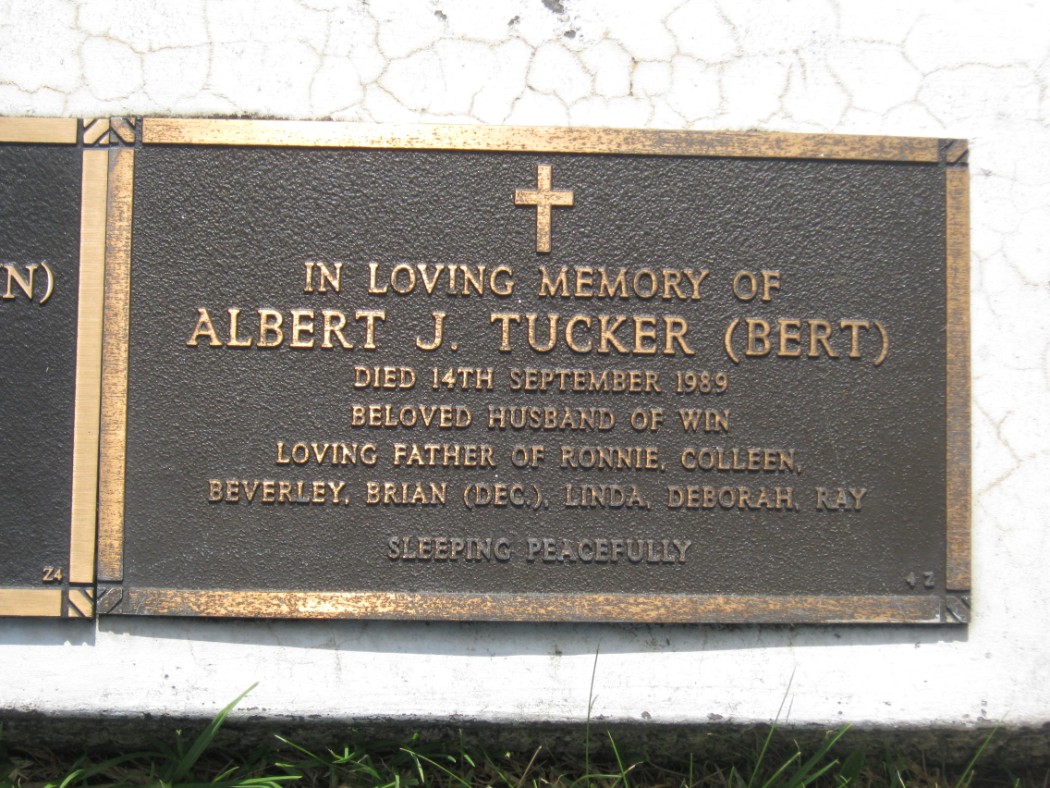 IN LOVING MEMORY OF
ALBERT J. TUCKER (BERT)
DIED 14TH SEPTEMBER 1989
BELOVED HUSBAND OF WIN
LOVING FATHER OF RONNIE, COLLEEN,
BEVERLEY, BRIAN (DEC.), LINDA, DEBORAH, RAY
SLEEPING PEACEFULLY
4 Z
N)
Z4